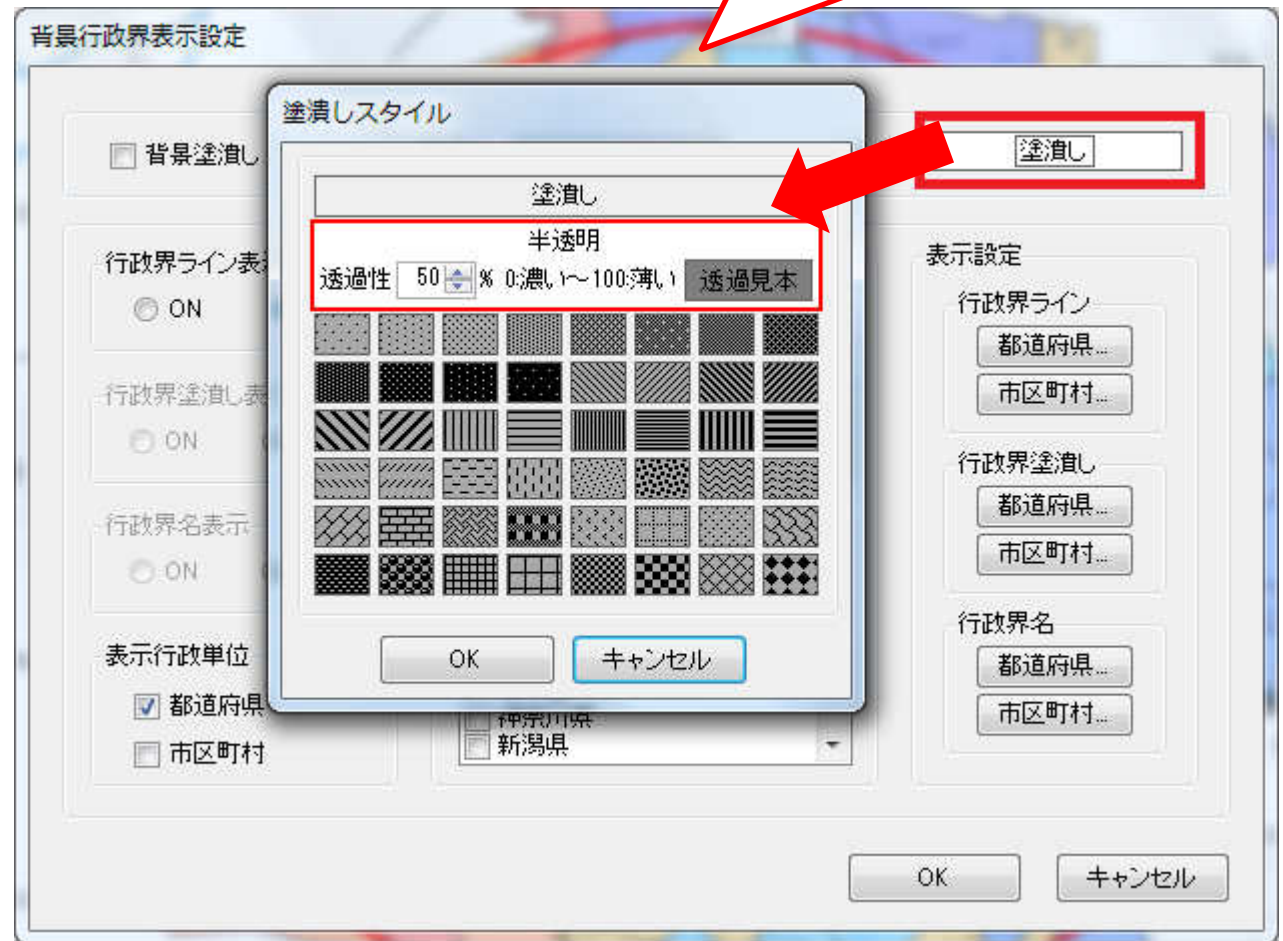 背景行政界表示設定
塗潰しスタイル
背景塗潰し
塗潰し
塗潰し
半透明
透過性 50 % 0:濃い～100:薄い 透過見本
行政界ライン表
ON
行政界塗潰し表
ON
行政界名表示
ON
表示行政単位
都道府県
市区町村
OK キャンセル
神奈川県
新潟県
表示設定
行政界ライン
都道府県...
市区町村...
行政界塗潰し
都道府県...
市区町村...
行政界名
都道府県...
市区町村...
OK キャンセル